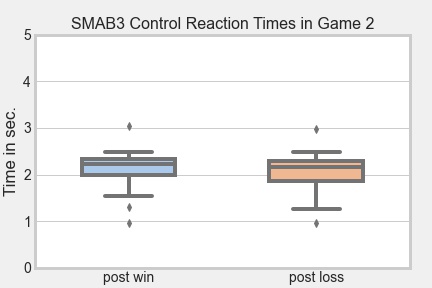 SMAB3 Control Reaction Times in Game 2
Time in sec.
5
4
3
2
1
0
post win
post loss